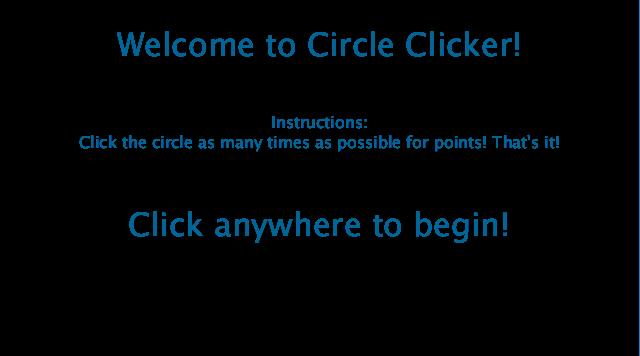 Welcome to Circle Clicker!
Instructions:
Click the circle as many times as possible for points! That's it!
Click anywhere to begin!